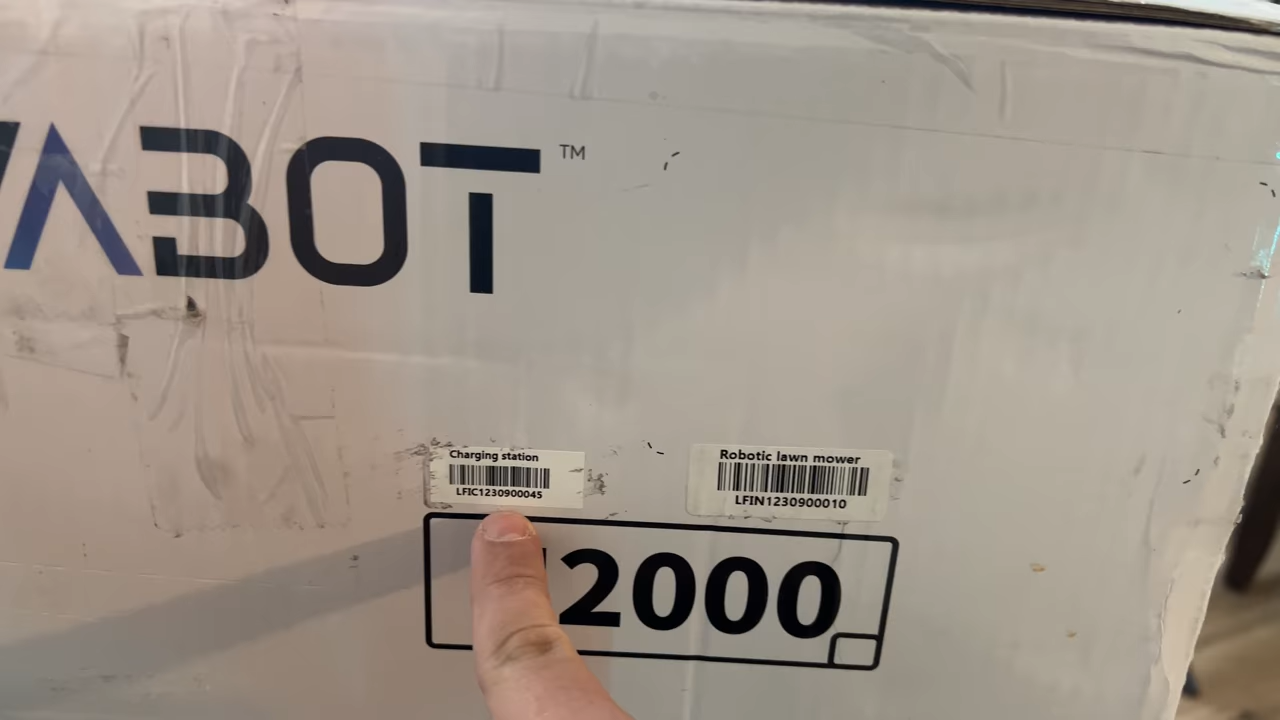 ABOT™
Charging station
LFIC1230900045
Robotic lawn mower
LFIN1230900010
2000